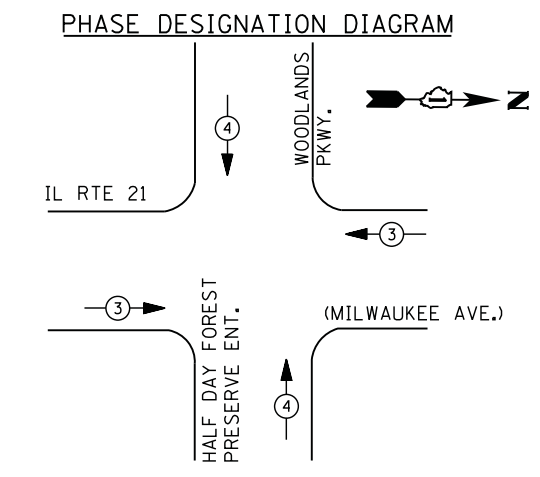 PHASE DESIGNATION DIAGRAM
WOODLANDS
PKWY.
N
4
IL RTE 21
3
3
HALF DAY FOREST
PRESERVE ENT.
(MILWAUKEE AVE.)
4